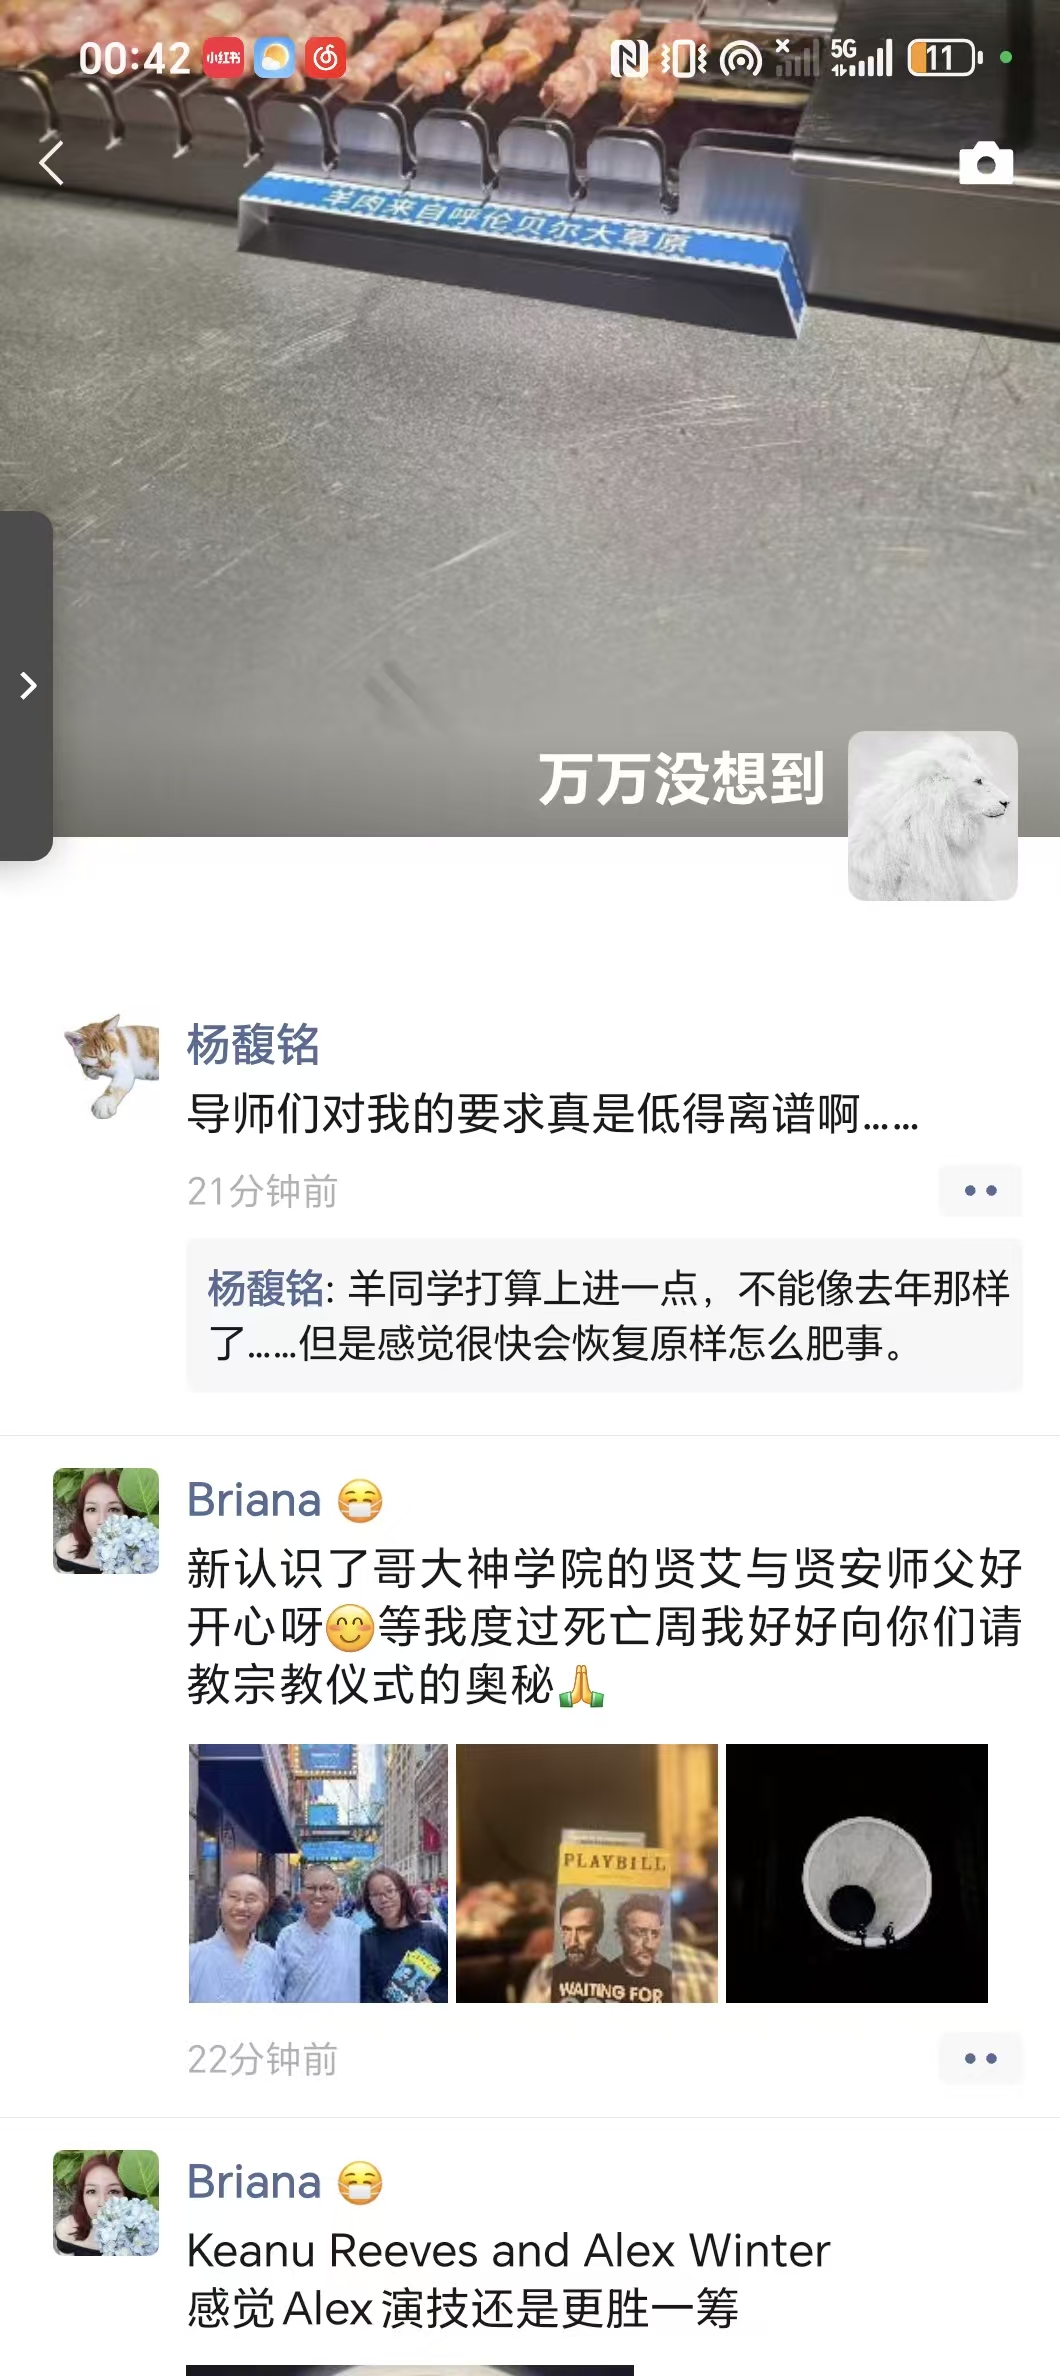 00:42
小红书
5G
11
羊肉来自呼伦贝尔大草原
万万没想到
杨馥铭
导师们对我的要求真是低得离谱啊……
21分钟前
杨馥铭: 羊同学打算上进一点，不能像去年那样
了……但是感觉很快会恢复原样怎么肥事。
Briana 😷
新认识了哥大神学院的贤艾与贤安师父好
开心呀😊等我度过死亡周我好好向你们请
教宗教仪式的奥秘🙏
PLAYBILL
WAITING FOR
22分钟前
Briana 😷
Keanu Reeves and Alex Winter
感觉Alex演技还是更胜一筹